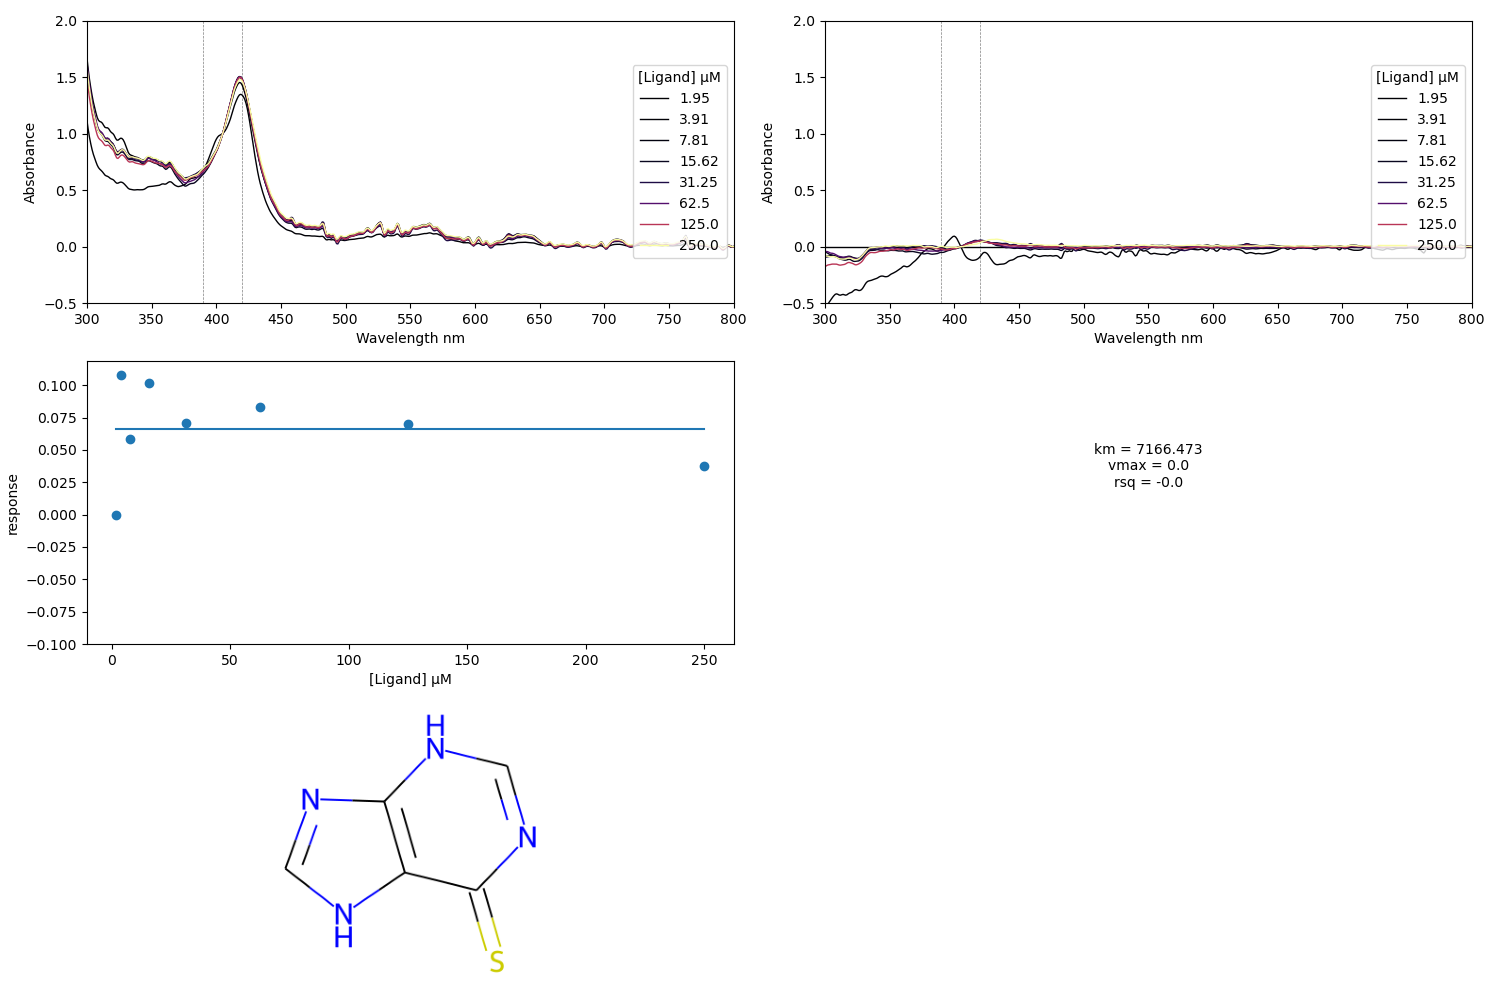 2.0
1.5
1.0
0.5
0.0
−0.5
Absorbance
300 350 400 450 500 550 600 650 700 750 800
Wavelength nm
[Ligand] μM
1.95
3.91
7.81
15.62
31.25
62.5
125.0
250.0
2.0
1.5
1.0
0.5
0.0
−0.5
Absorbance
300 350 400 450 500 550 600 650 700 750 800
Wavelength nm
[Ligand] μM
1.95
3.91
7.81
15.62
31.25
62.5
125.0
250.0
0.100
0.075
0.050
0.025
0.000
−0.025
−0.050
−0.075
−0.100
response
0 50 100 150 200 250
[Ligand] μM
km = 7166.473
vmax = 0.0
rsq = -0.0
H
N
N
N
N
H
S